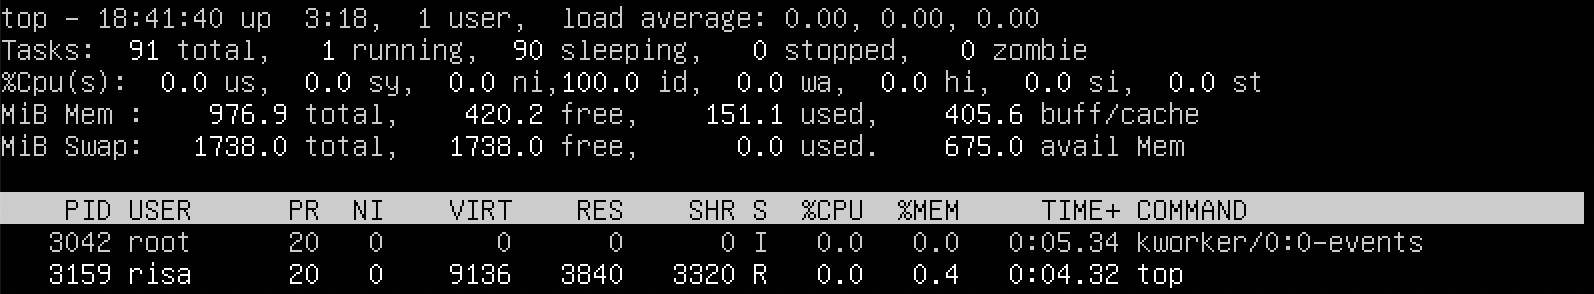 top - 18:41:40 up  3:18,  1 user,  load average: 0.00, 0.00, 0.00
Tasks:  91 total,   1 running,  90 sleeping,   0 stopped,   0 zombie
%Cpu(s):  0.0 us,  0.0 sy,  0.0 ni,100.0 id,  0.0 wa,  0.0 hi,  0.0 si,  0.0 st
MiB Mem :    976.9 total,    420.2 free,    151.1 used,    405.6 buff/cache
MiB Swap:   1738.0 total,   1738.0 free,      0.0 used.    675.0 avail Mem
    PID USER      PR  NI    VIRT    RES    SHR S  %CPU  %MEM     TIME+ COMMAND
   3042 root      20   0       0      0      0 I   0.0   0.0   0:05.34 kworker/0:0-events
   3159 risa      20   0    9136   3840   3320 R   0.0   0.4   0:04.32 top